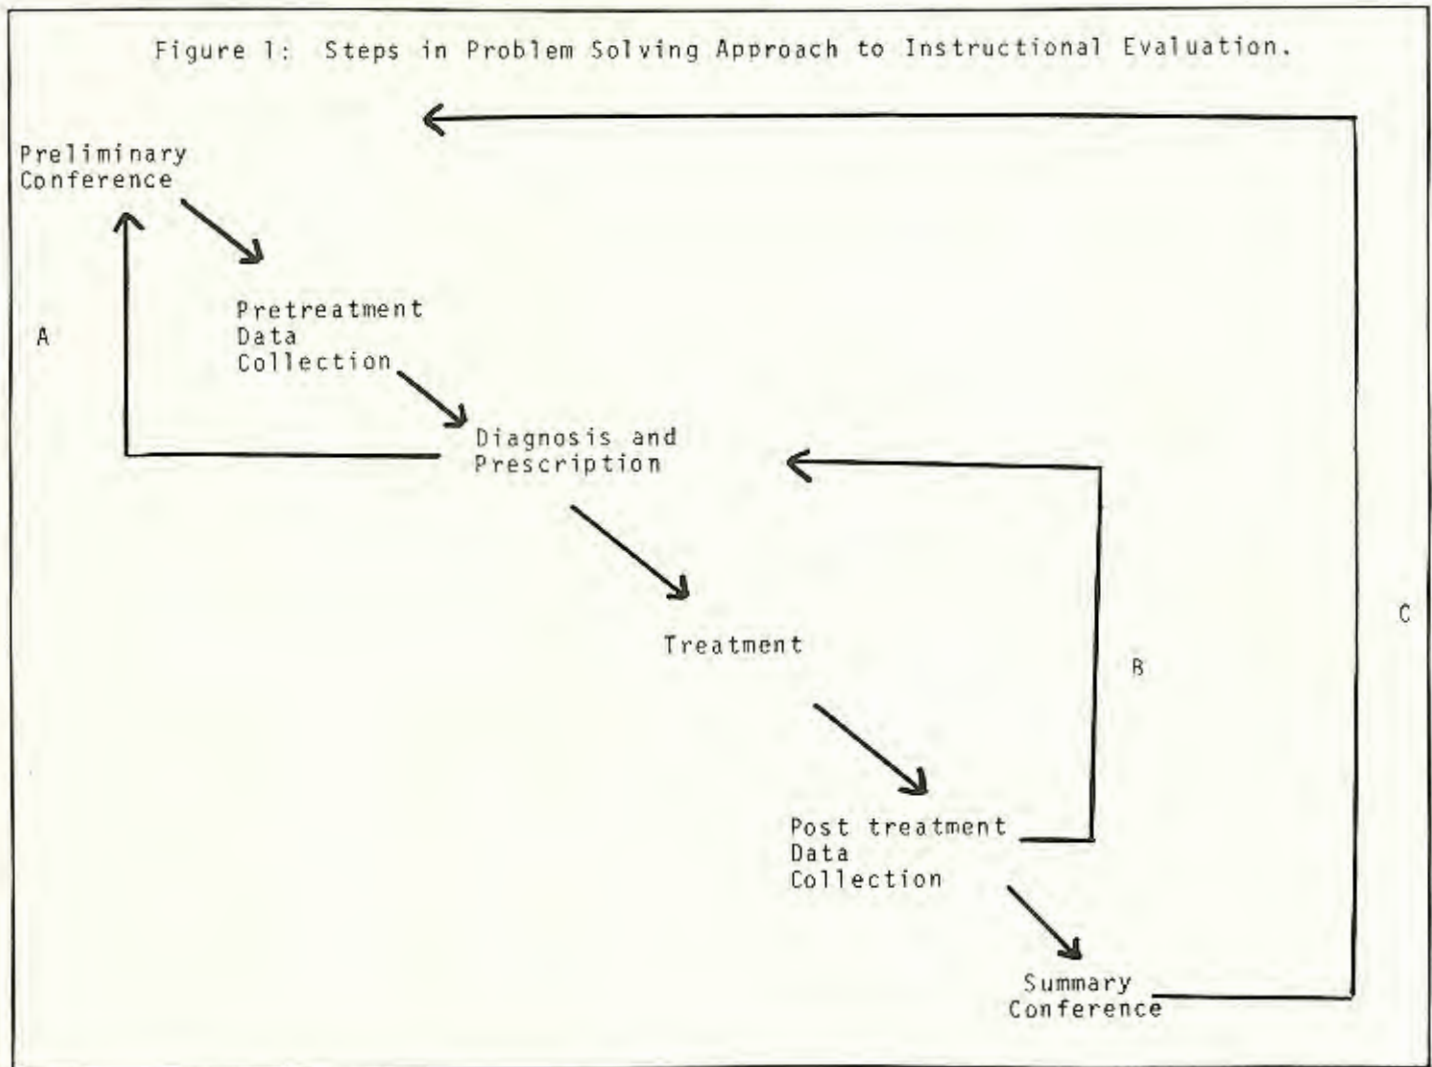 Figure 1: Steps in Problem Solving Approach to Instructional Evaluation.
Preliminary
Conference
Pretreatment
Data
Collection
A
Diagnosis and
Prescription
Treatment
B
C
Post treatment
Data
Collection
Summary
Conference